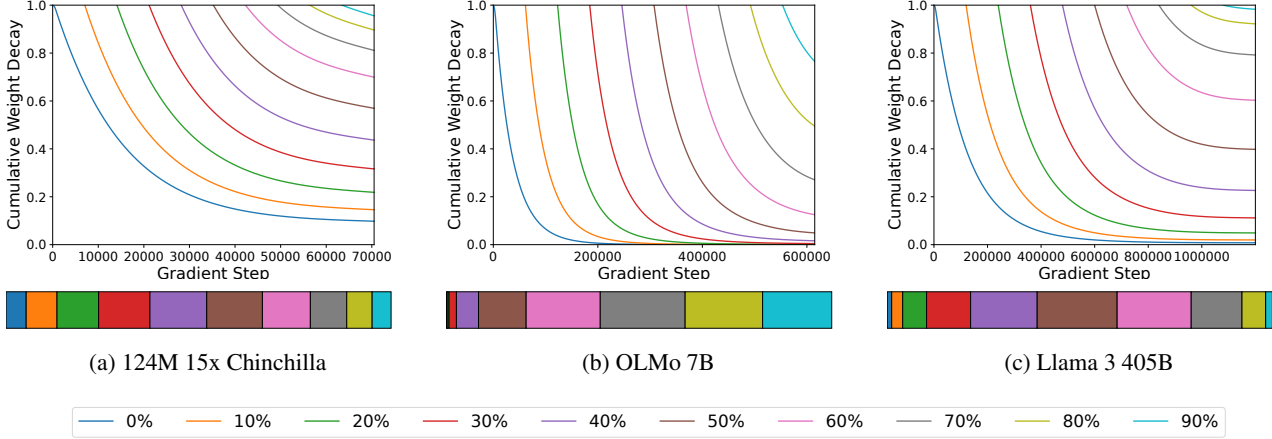 Cumulative Weight Decay
1.0
0.8
0.6
0.4
0.2
0.0
0 10000 20000 30000 40000 50000 60000 70000
Gradient Step
(a) 124M 15x Chinchilla
Cumulative Weight Decay
1.0
0.8
0.6
0.4
0.2
0.0
0 200000 400000 600000
Gradient Step
(b) OLMo 7B
Cumulative Weight Decay
1.0
0.8
0.6
0.4
0.2
0.0
0 200000 400000 600000 800000 1000000
Gradient Step
(c) Llama 3 405B
0% 10% 20% 30% 40% 50% 60% 70% 80% 90%